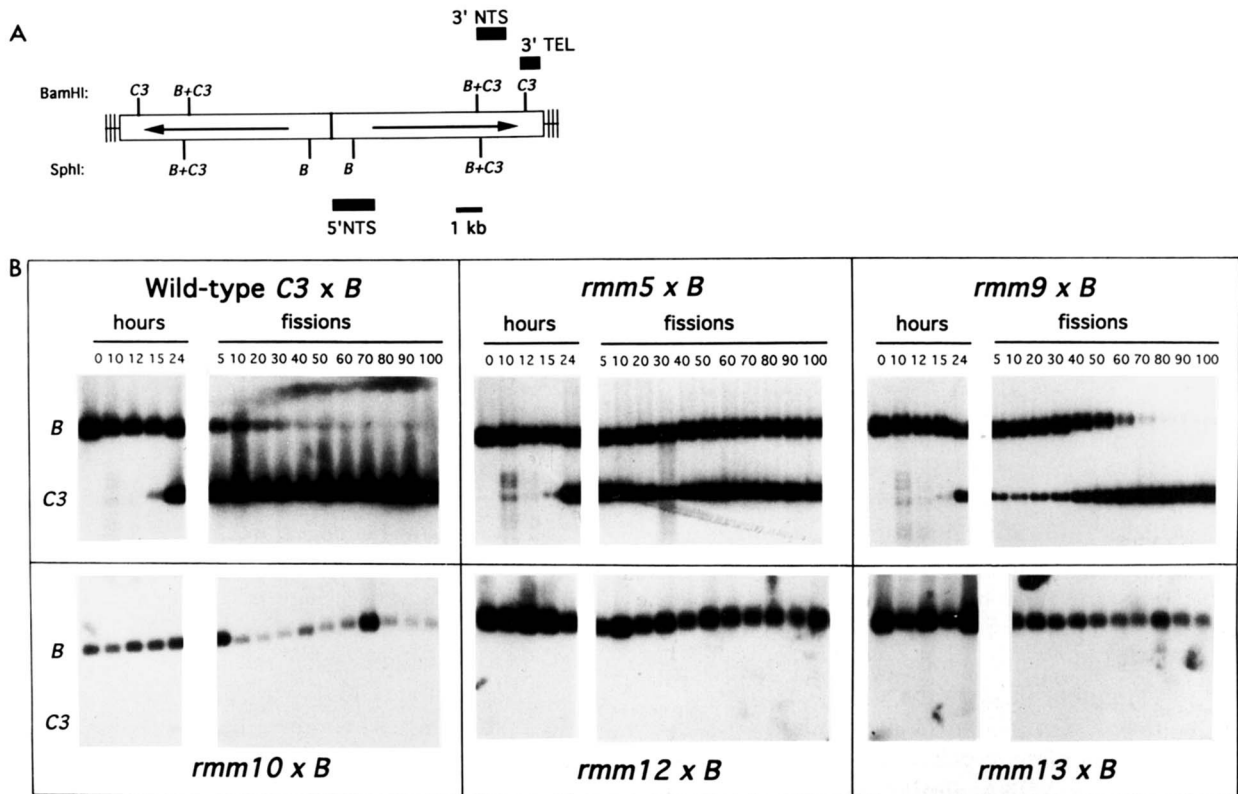 A
3' NTS
3' TEL
BamHI: C3 B+C3 B+C3 C3
SphI: B+C3 B B B+C3
5'NTS 1 kb
B
Wild-type C3 x B
hours fissions
0 10 12 15 24 5 10 20 30 40 50 60 70 80 90 100
B
C3
rmm5 x B
hours fissions
0 10 12 15 24 5 10 20 30 40 50 60 70 80 90 100
rmm9 x B
hours fissions
0 10 12 15 24 5 10 20 30 40 50 60 70 80 90 100
B
C3
rmm10 x B
rmm12 x B
rmm13 x B